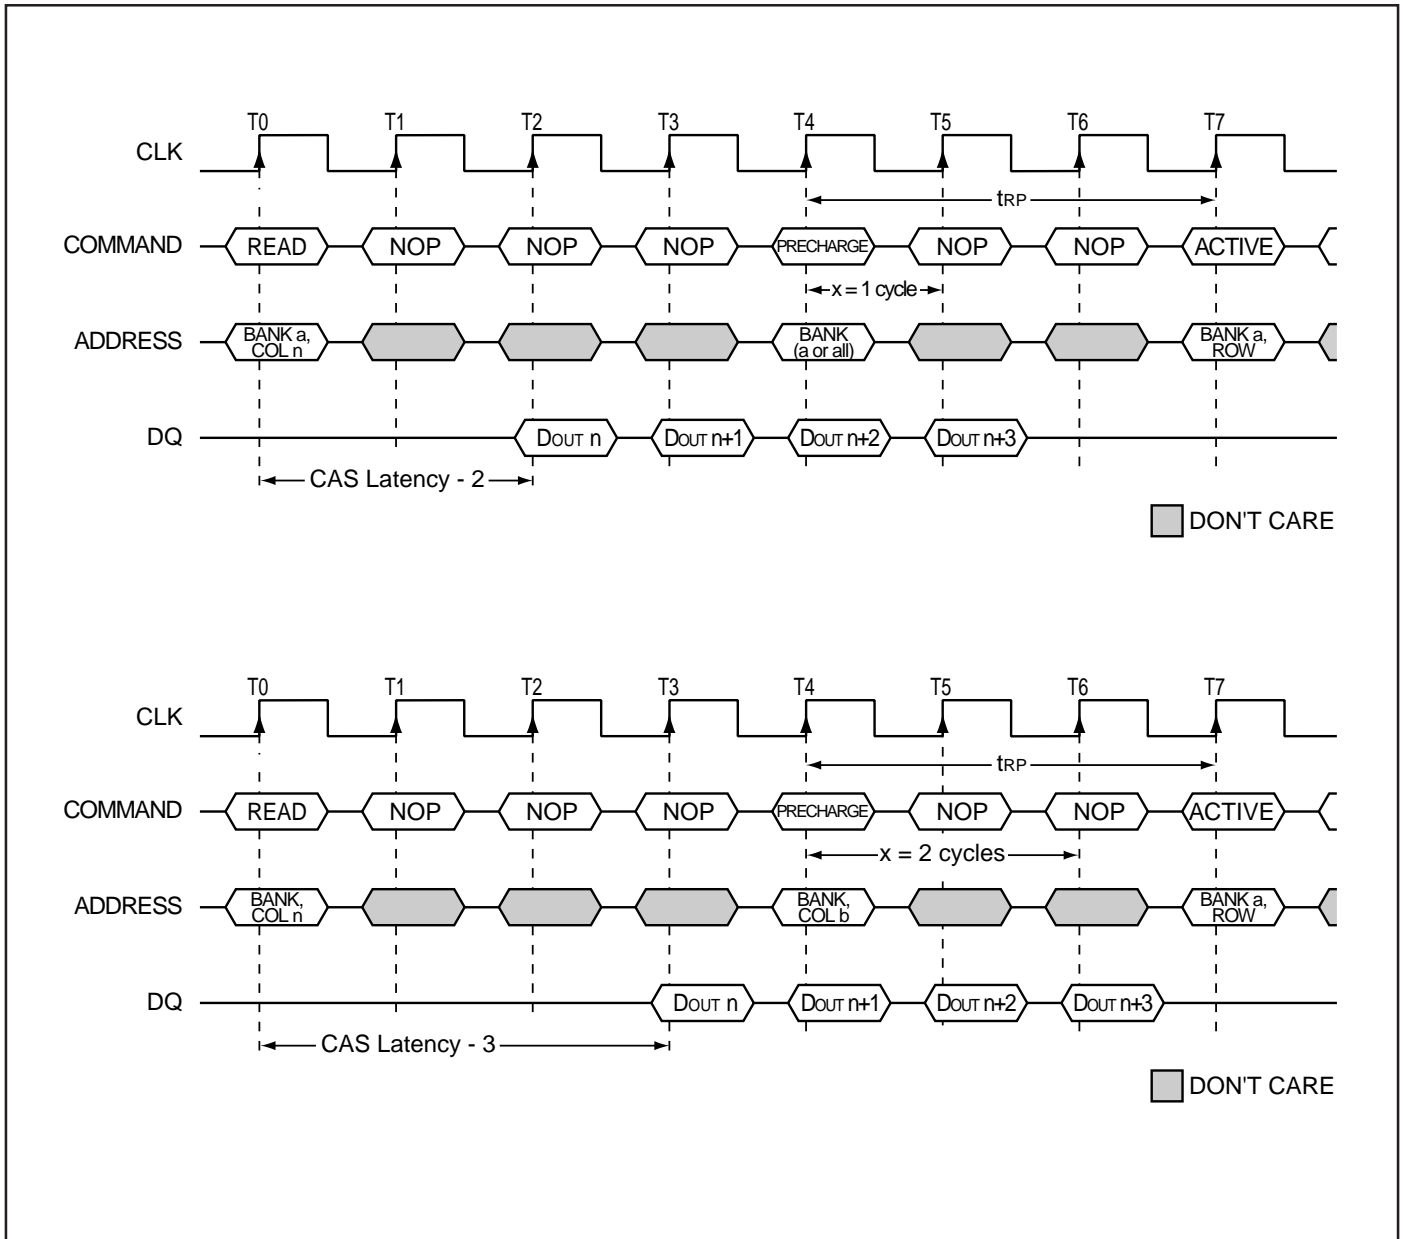 T0 T1 T2 T3 T4 T5 T6 T7
CLK
tRP
COMMAND READ NOP NOP NOP PRECHARGE NOP NOP ACTIVE
x = 1 cycle
ADDRESS BANK a, COL n BANK (a or all) BANK a, ROW
DQ DOUT n DOUT n+1 DOUT n+2 DOUT n+3
CAS Latency - 2
DON'T CARE
T0 T1 T2 T3 T4 T5 T6 T7
CLK
tRP
COMMAND READ NOP NOP NOP PRECHARGE NOP NOP ACTIVE
x = 2 cycles
ADDRESS BANK, COL n BANK, COL b BANK a, ROW
DQ DOUT n DOUT n+1 DOUT n+2 DOUT n+3
CAS Latency - 3
DON'T CARE